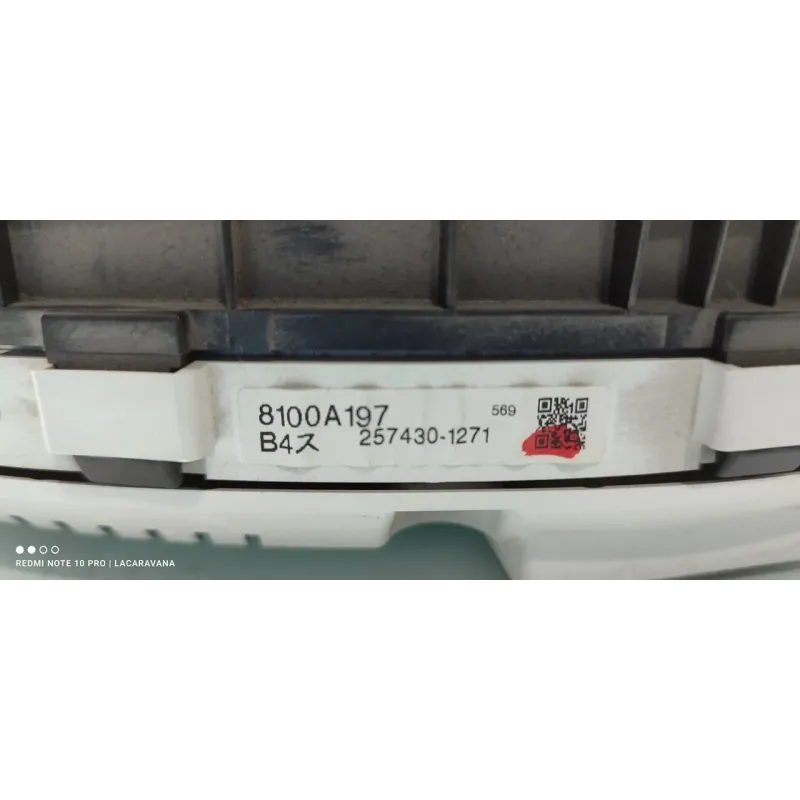 8100A197 569
B4ス 257430-1271
REDMI NOTE 10 PRO | LACARAVANA